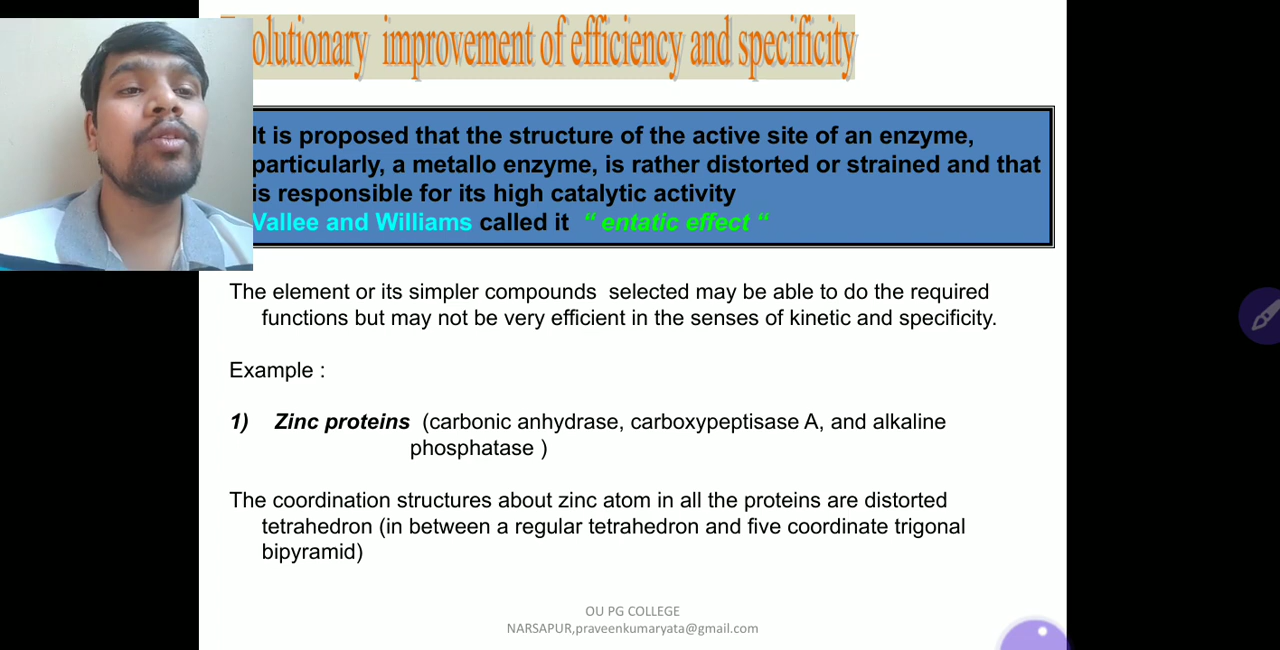 olutionary improvement of efficiency and specificity
It is proposed that the structure of the active site of an enzyme,
particularly, a metallo enzyme, is rather distorted or strained and that
is responsible for its high catalytic activity
Vallee and Williams called it “ entatic effect “
The element or its simpler compounds selected may be able to do the required
functions but may not be very efficient in the senses of kinetic and specificity.
Example :
1) Zinc proteins (carbonic anhydrase, carboxypeptisase A, and alkaline
phosphatase )
The coordination structures about zinc atom in all the proteins are distorted
tetrahedron (in between a regular tetrahedron and five coordinate trigonal
bipyramid)
OU PG COLLEGE
NARSAPUR,praveenkumaryata@gmail.com